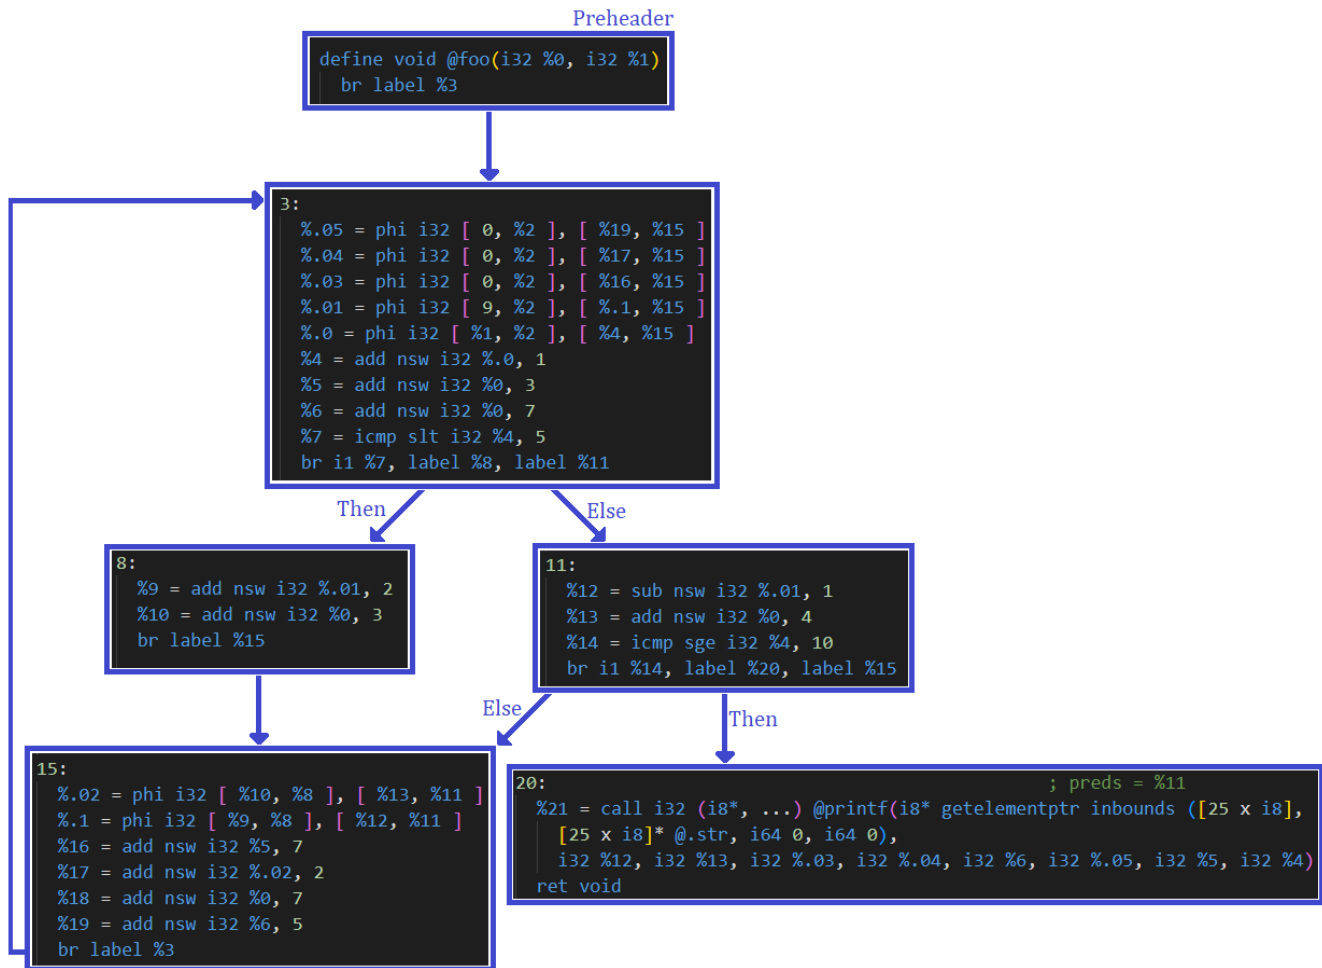 Preheader
define void @foo(i32 %0, i32 %1)
br label %3
3:
%.05 = phi i32 [ 0, %2 ], [ %19, %15 ]
%.04 = phi i32 [ 0, %2 ], [ %17, %15 ]
%.03 = phi i32 [ 0, %2 ], [ %16, %15 ]
%.01 = phi i32 [ 9, %2 ], [ %.1, %15 ]
%.0 = phi i32 [ %1, %2 ], [ %4, %15 ]
%4 = add nsw i32 %.0, 1
%5 = add nsw i32 %0, 3
%6 = add nsw i32 %0, 7
%7 = icmp slt i32 %4, 5
br i1 %7, label %8, label %11
Then
Else
8:
%9 = add nsw i32 %.01, 2
%10 = add nsw i32 %0, 3
br label %15
11:
%12 = sub nsw i32 %.01, 1
%13 = add nsw i32 %0, 4
%14 = icmp sge i32 %4, 10
br i1 %14, label %20, label %15
Else
Then
15:
%.02 = phi i32 [ %10, %8 ], [ %13, %11 ]
%.1 = phi i32 [ %9, %8 ], [ %12, %11 ]
%16 = add nsw i32 %5, 7
%17 = add nsw i32 %.02, 2
%18 = add nsw i32 %0, 7
%19 = add nsw i32 %6, 5
br label %3
20: ; preds = %11
%21 = call i32 (i8*, ...) @printf(i8* getelementptr inbounds ([25 x i8],
[25 x i8]* @.str, i64 0, i64 0),
i32 %12, i32 %13, i32 %.03, i32 %.04, i32 %6, i32 %.05, i32 %5, i32 %4)
ret void